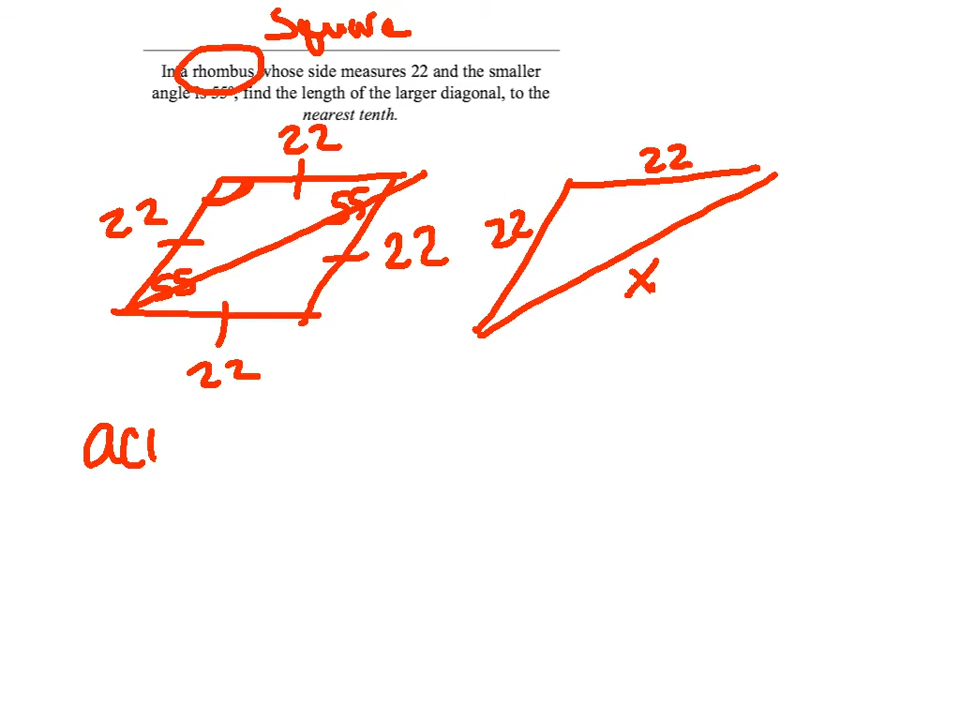 Square
In a rhombus whose side measures 22 and the smaller
angle is 55°, find the length of the larger diagonal, to the
nearest tenth.
22
22
55
22
22
22
55
x
22
aci